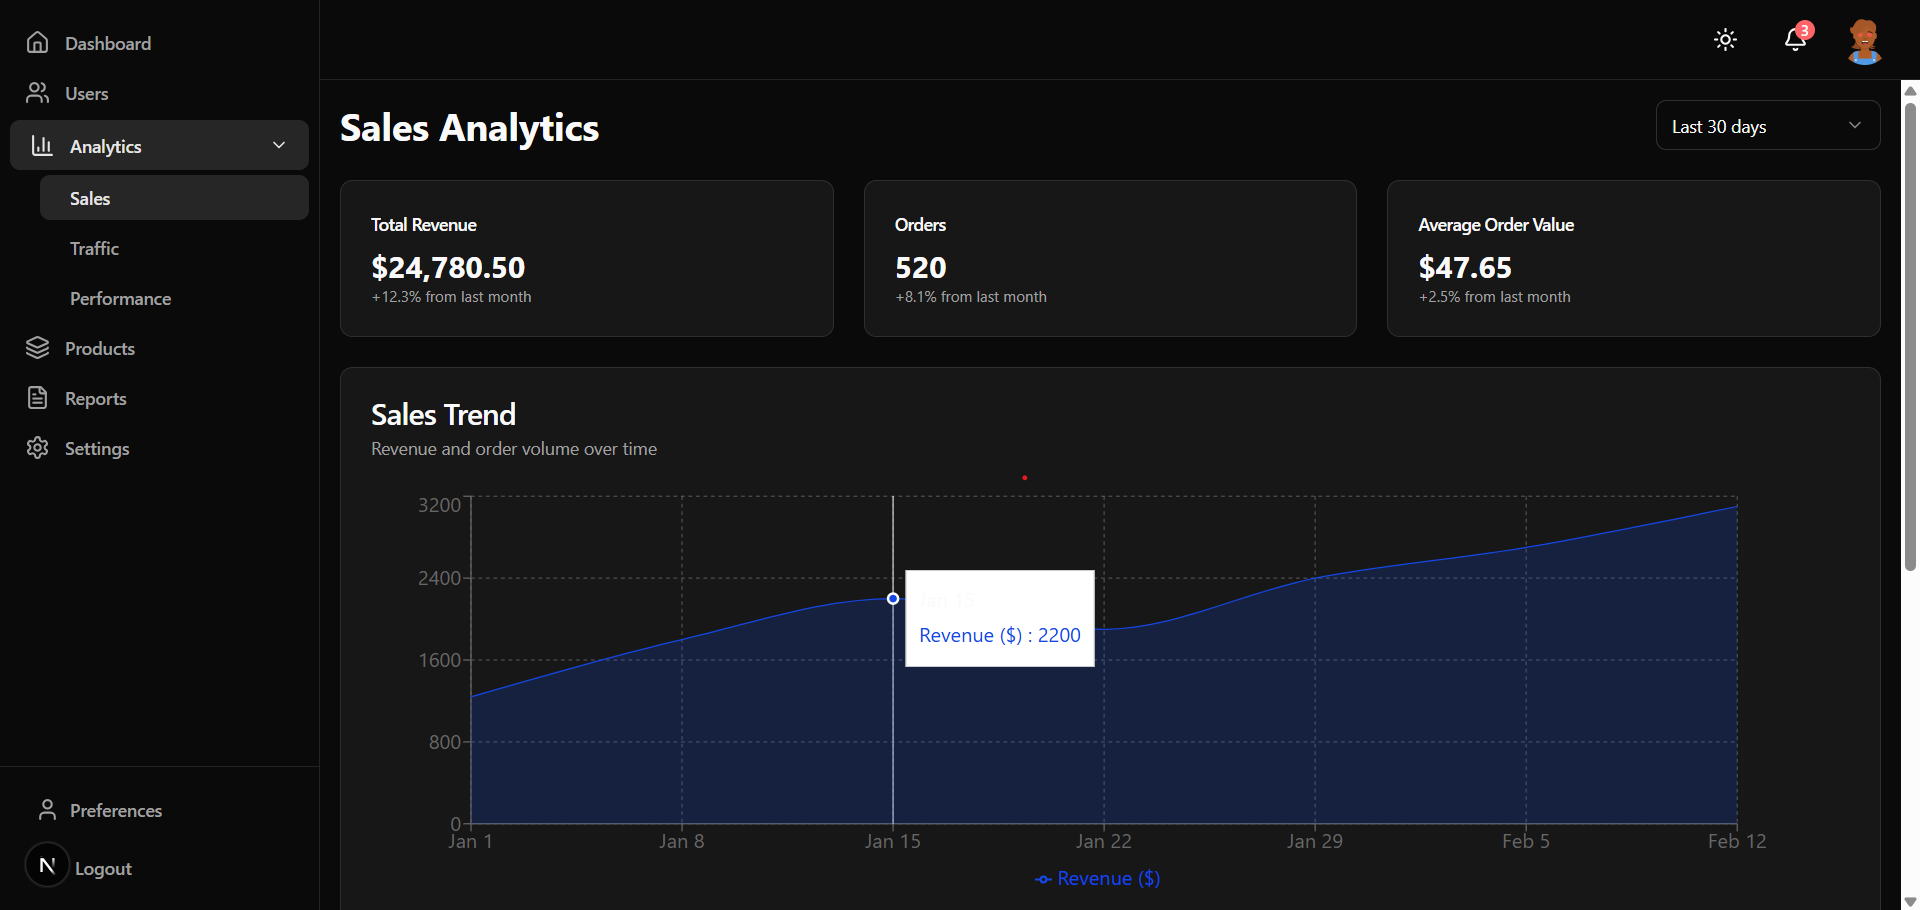 Dashboard
Users
Analytics
Sales
Traffic
Performance
Products
Reports
Settings
Preferences
N
Logout
3
Sales Analytics
Last 30 days
Total Revenue
$24,780.50
+12.3% from last month
Orders
520
+8.1% from last month
Average Order Value
$47.65
+2.5% from last month
Sales Trend
Revenue and order volume over time
3200
2400
1600
800
0
Jan 15
Revenue ($) : 2200
Jan 1
Jan 8
Jan 15
Jan 22
Jan 29
Feb 5
Feb 12
Revenue ($)